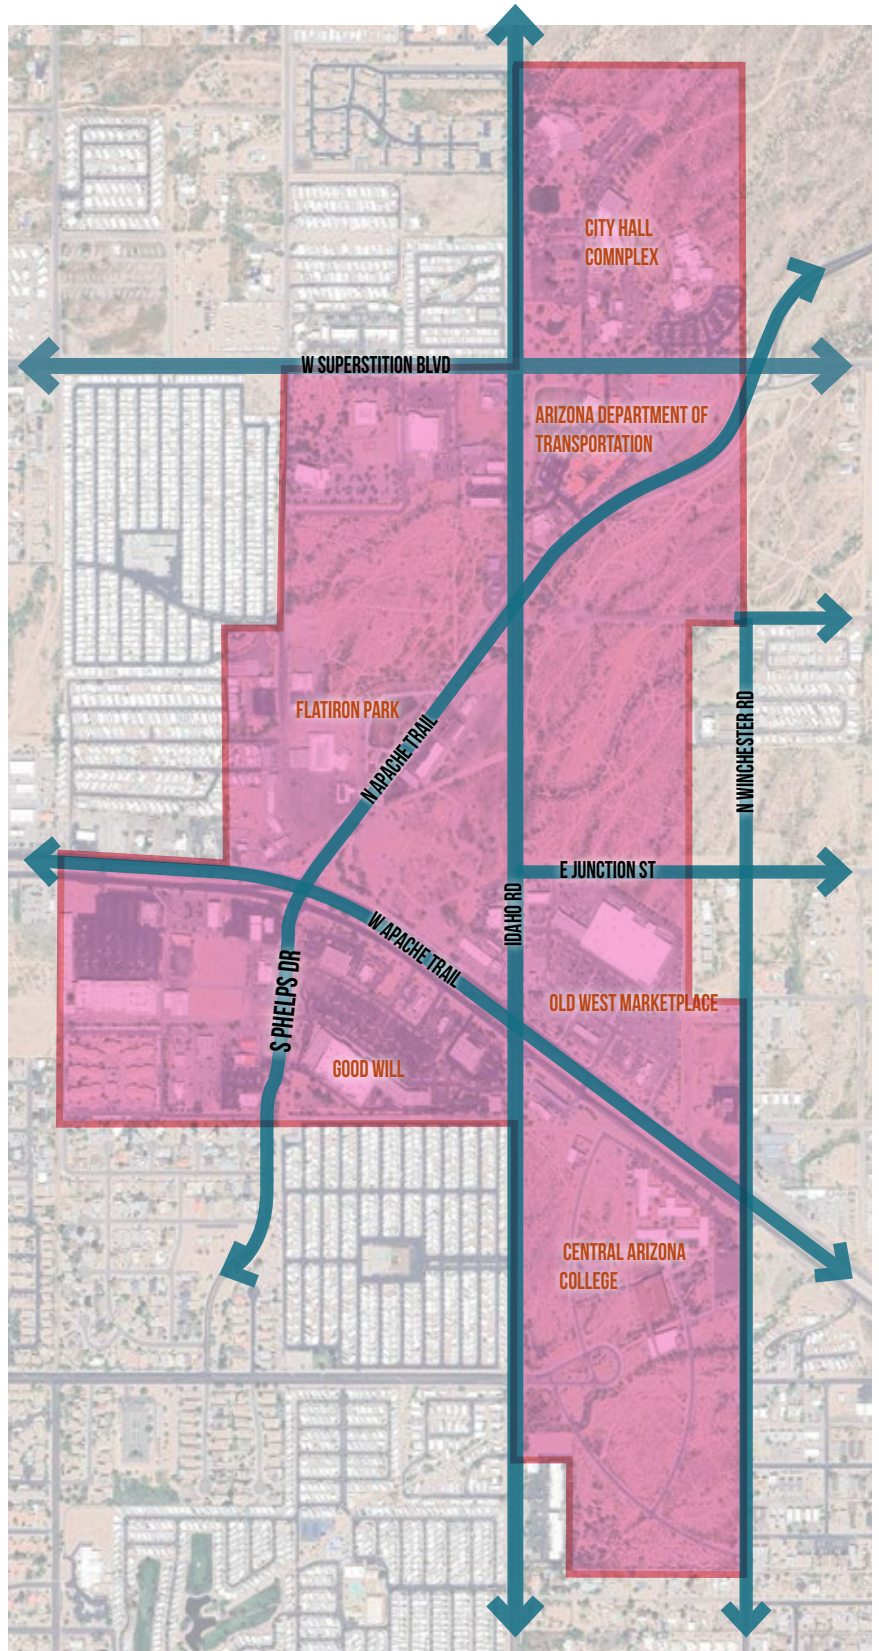 CITY HALL
COMNPLEX
W SUPERSTITION BLVD
ARIZONA DEPARTMENT OF
TRANSPORTATION
FLATIRON PARK
N APACHE TRAIL
N WINCHESTER RD
E JUNCTION ST
IDAHO RD
W APACHE TRAIL
S PHELPS DR
OLD WEST MARKETPLACE
GOOD WILL
CENTRAL ARIZONA
COLLEGE